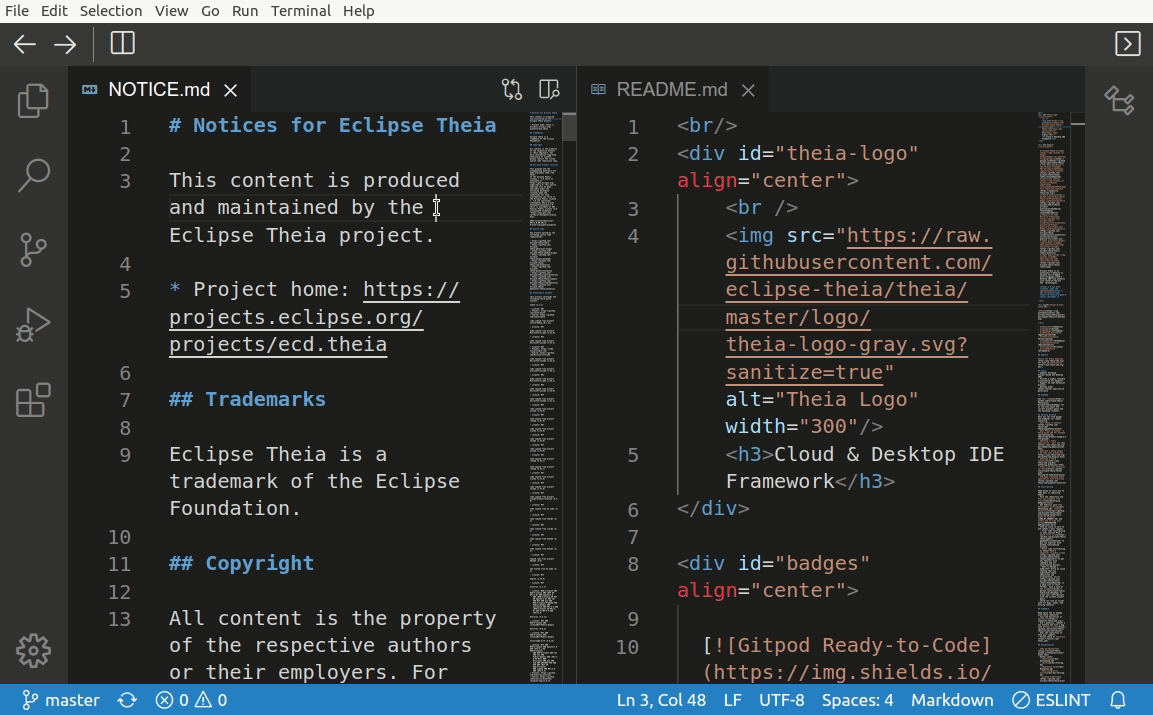 File Edit Selection View Go Run Terminal Help
NOTICE.md
README.md
1 # Notices for Eclipse Theia
2
3 This content is produced
and maintained by the
Eclipse Theia project.
4
5 * Project home: https://
projects.eclipse.org/
projects/ecd.theia
6
7 ## Trademarks
8
9 Eclipse Theia is a
trademark of the Eclipse
Foundation.
10
11 ## Copyright
12
13 All content is the property
of the respective authors
or their employers. For
1 <br/>
2 <div id="theia-logo"
align="center">
3 <br />
4 <img src="https://raw.
githubusercontent.com/
eclipse-theia/theia/
master/logo/
theia-logo-gray.svg?
sanitize=true"
alt="Theia Logo"
width="300"/>
5 <h3>Cloud & Desktop IDE
Framework</h3>
6 </div>
7
8 <div id="badges"
align="center">
9
10 [![Gitpod Ready-to-Code]
(https://img.shields.io/
master 0 0 Ln 3, Col 48 LF UTF-8 Spaces: 4 Markdown ESLINT